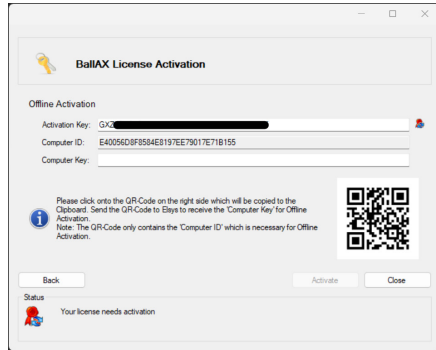 BallAX License Activation
Offline Activation
Activation Key: GXZ
Computer ID: E40056D8F8584E8197EE79017E71B155
Computer Key:
Please click onto the QR-Code on the right side which will be copied to the
Clipboard. Send the QR-Code to Elsys to receive the 'Computer Key' for Offline
Activation.
Note: The QR-Code only contains the 'Computer ID' which is necessary for Offline
Activation.
Back Activate Close
Status
Your license needs activation